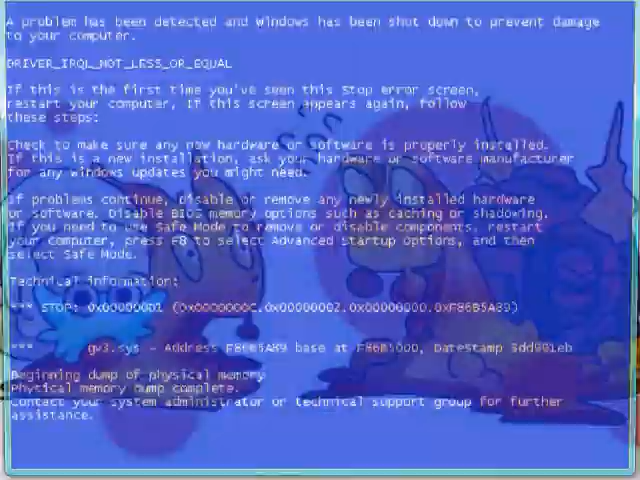 A problem has been detected and Windows has been shut down to prevent damage
to your computer.
DRIVER_IRQL_NOT_LESS_OR_EQUAL
If this is the first time you've seen this Stop error screen,
restart your computer, If this screen appears again, follow
these steps:
Check to make sure any new hardware or software is properly installed.
If this is a new installation, ask your hardware or software manufacturer
for any windows updates you might need.
If problems continue, disable or remove any newly installed hardware
or software. Disable BIOS memory options such as caching or shadowing.
If you need to use Safe Mode to remove or disable components, restart
your computer, press F8 to select Advanced Startup options, and then
select Safe Mode.
Technical information:
*** STOP: 0x000000D1 (0x0000000C,0x00000002,0x00000000,0xF86B5A89)
*** gv3.sys - Address F86B5A89 base at F86B5000, DateStamp 3dd991eb
Beginning dump of physical memory
Physical memory dump complete.
Contact your system administrator or technical support group for further
assistance.